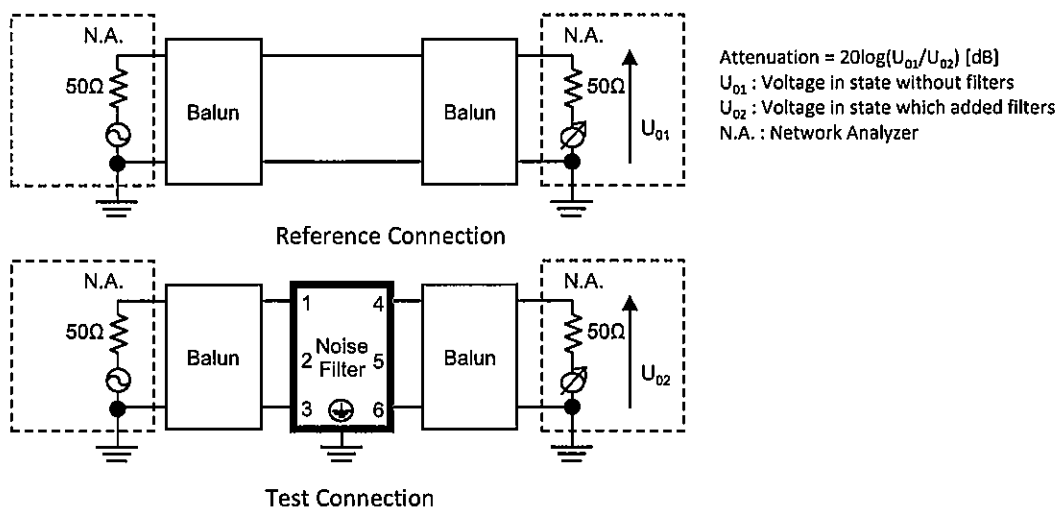 N.A.
50Ω
Balun
Balun
N.A.
50Ω
U01
Attenuation = 20log(U01/U02) [dB]
U01 : Voltage in state without filters
U02 : Voltage in state which added filters
N.A. : Network Analyzer
Reference Connection
N.A.
50Ω
Balun
1 4
2 Noise Filter 5
3 6
Balun
N.A.
50Ω
U02
Test Connection